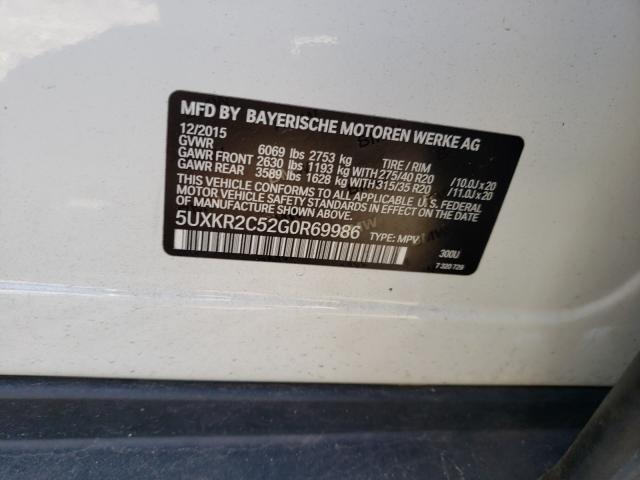 MFD BY BAYERISCHE MOTOREN WERKE AG
12/2015
GVWR 6069 lbs 2753 kg TIRE / RIM
GAWR FRONT 2630 lbs 1193 kg WITH 275/40 R20 /10.0J x 20
GAWR REAR 3589 lbs 1628 kg WITH 315/35 R20 /11.0J x 20
THIS VEHICLE CONFORMS TO ALL APPLICABLE U.S. FEDERAL
MOTOR VEHICLE SAFETY STANDARDS IN EFFECT ON THE DATE
OF MANUFACTURE SHOWN ABOVE.
5UXKR2C52G0R69986 TYPE: MPV
300U
7 320 729